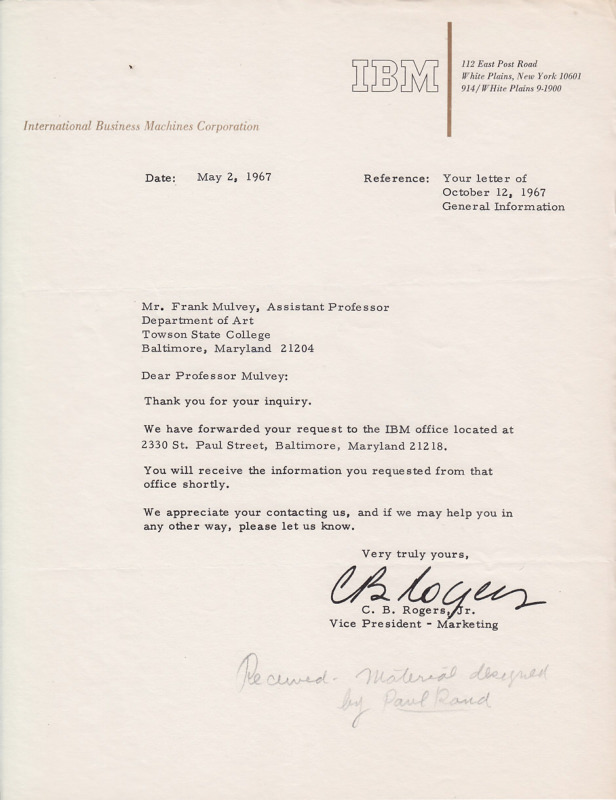 IBM
112 East Post Road
White Plains, New York 10601
914/WHite Plains 9-1900
International Business Machines Corporation
Date: May 2, 1967
Reference: Your letter of
October 12, 1967
General Information
Mr. Frank Mulvey, Assistant Professor
Department of Art
Towson State College
Baltimore, Maryland 21204
Dear Professor Mulvey:
Thank you for your inquiry.
We have forwarded your request to the IBM office located at
2330 St. Paul Street, Baltimore, Maryland 21218.
You will receive the information you requested from that
office shortly.
We appreciate your contacting us, and if we may help you in
any other way, please let us know.
Very truly yours,
CB Rogers
C. B. Rogers, Jr.
Vice President - Marketing
Received - Material designed
by Paul Rand